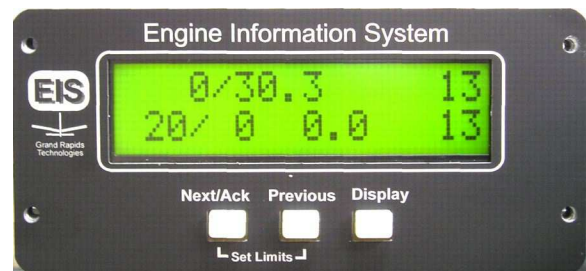 Engine Information System
EIS
Grand Rapids
Technologies
0/30.3 13
20/ 0 0.0 13
Next/Ack Previous Display
Set Limits